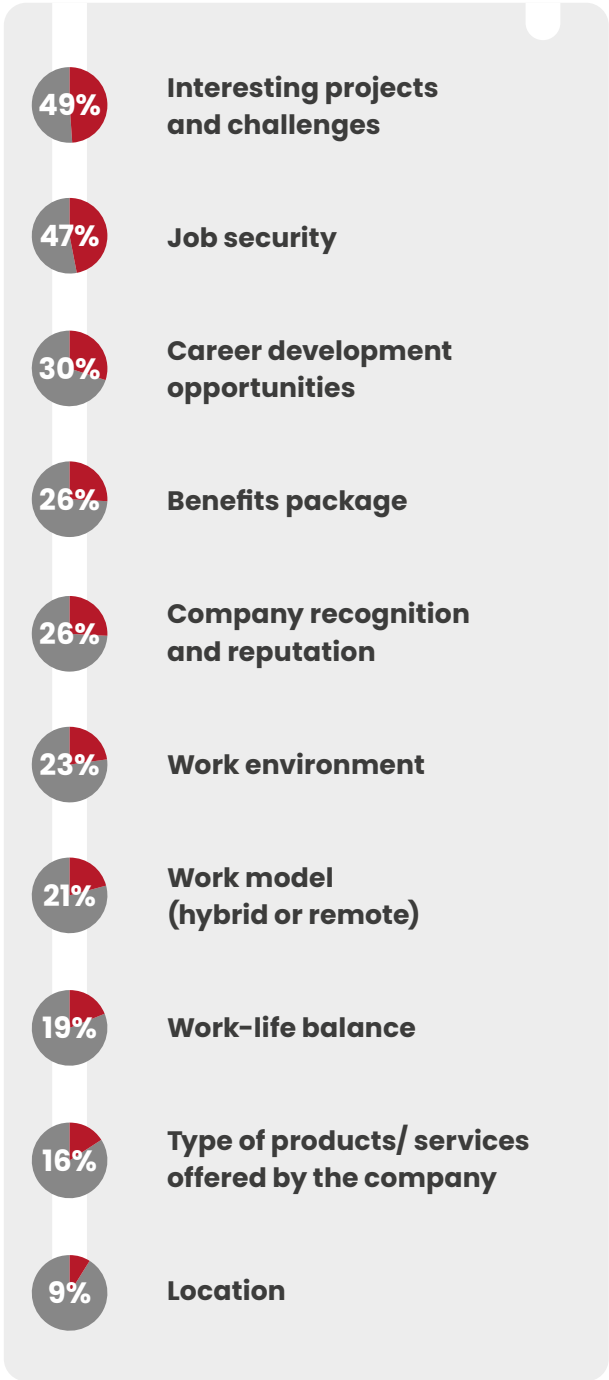 49%
Interesting projects
and challenges
47%
Job security
30%
Career development
opportunities
26%
Benefits package
26%
Company recognition
and reputation
23%
Work environment
21%
Work model
(hybrid or remote)
19%
Work-life balance
16%
Type of products/ services
offered by the company
9%
Location